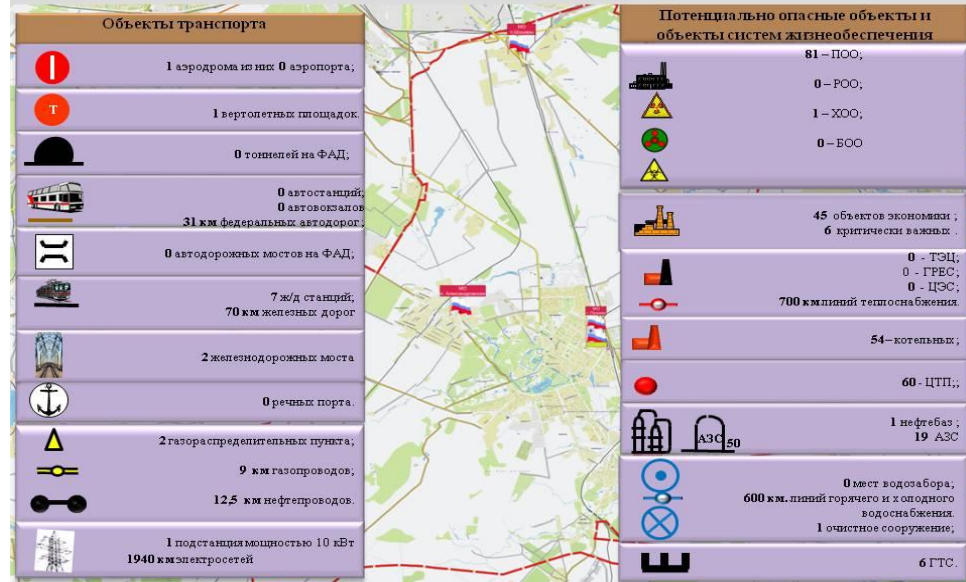 Объекты транспорта
1 аэродрома из них 0 аэропорта;
Т
1 вертолетных площадок.
0 тоннелей на ФАД;
0 автостанций;
0 автовокзалов
31 км федеральных автодорог;
0 автодорожных мостов на ФАД;
7 ж/д станций;
70 км железных дорог
2 железнодорожных моста
0 речных порта.
2 газораспределительных пункта;
9 км газопроводов;
12,5 км нефтепроводов.
1 подстанция мощностью 10 кВт
1940 км электросетей
МО
МО
МО
Потенциально опасные объекты и
объекты систем жизнеобеспечения
81 – ПОО;
0 – РОО;
1 – ХОО;
0 – БОО
45 объектов экономики ;
6 критически важных .
0 - ТЭЦ;
0 - ГРЕС;
0 - ЦЭС;
700 км линий теплоснабжения.
54 – котельных ;
60 - ЦТП;;
1 нефтебаз ;
АЗС 50
19 АЗС
0 мест водозабора;
600 км. линий горячего и холодного
водоснабжения.
1 очистное сооружение;
6 ГТС.